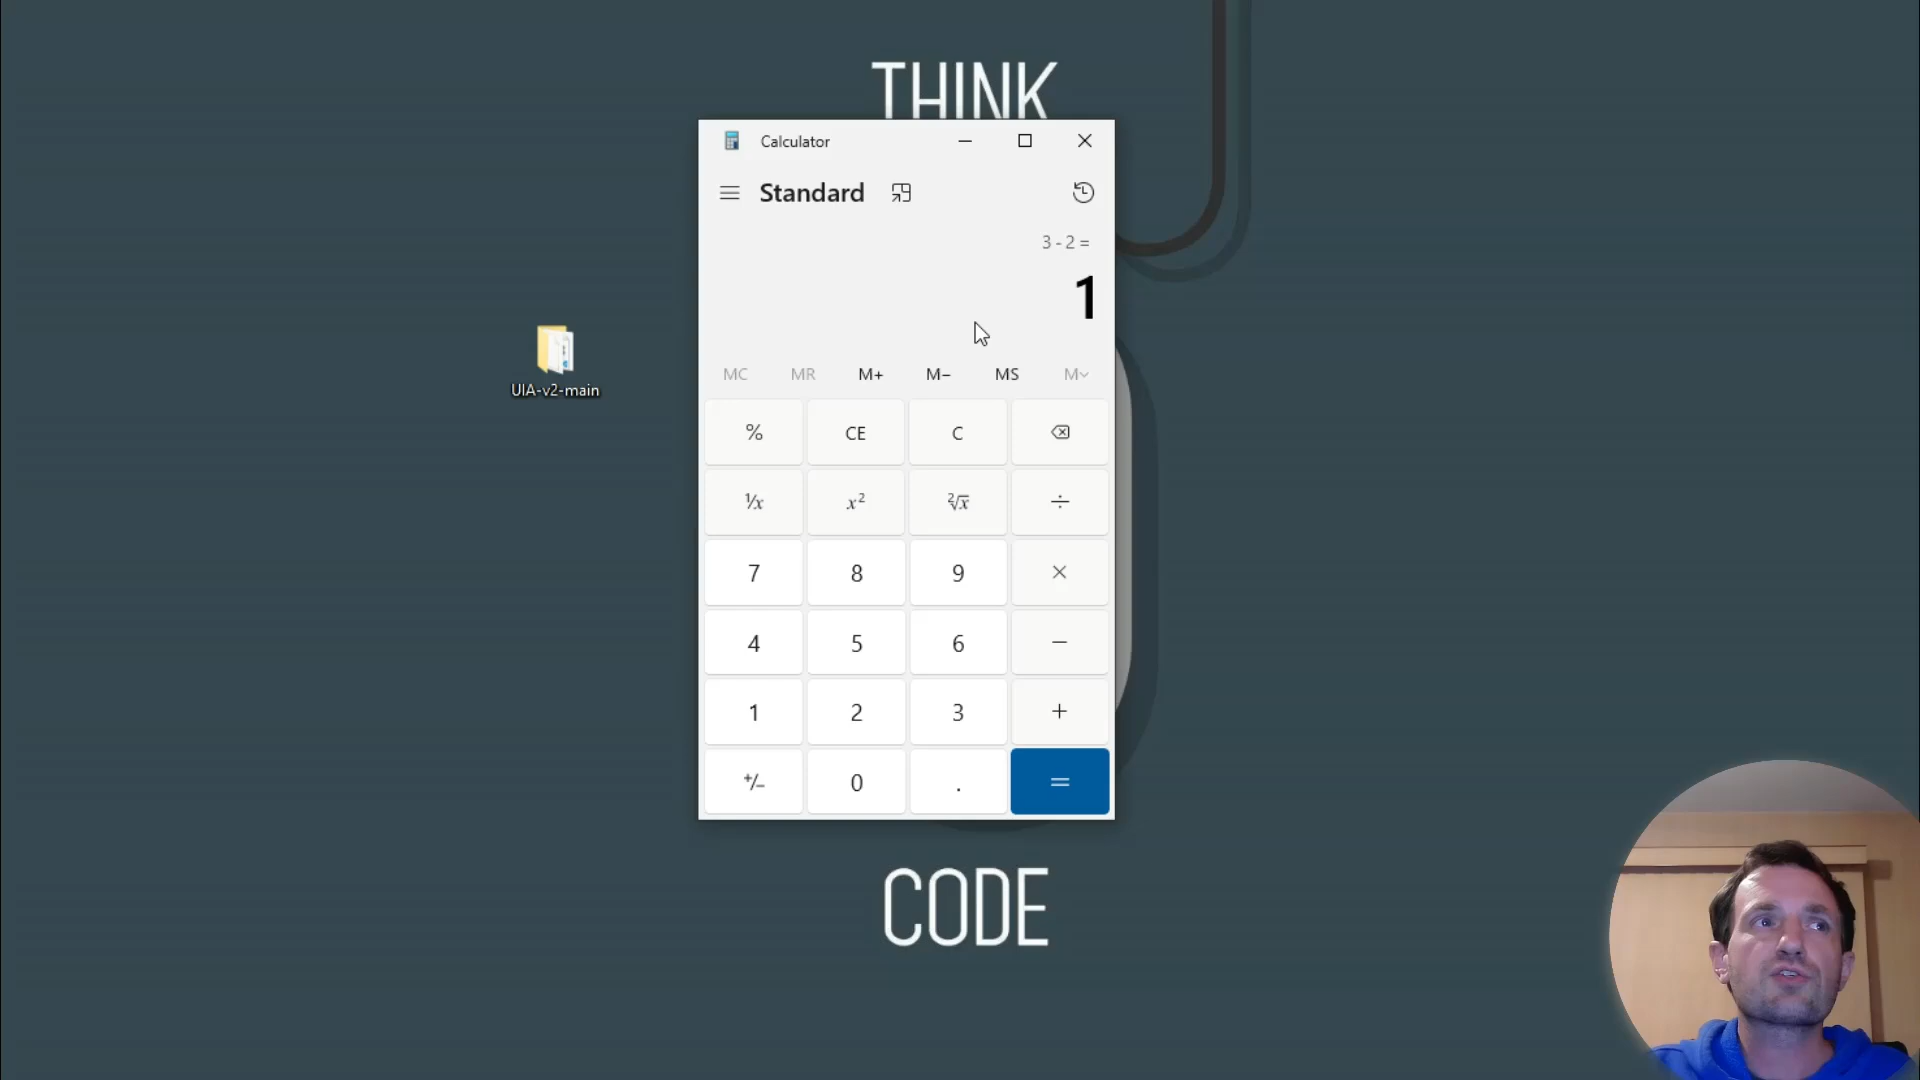 THINK
Calculator
Standard
3 - 2 =
1
UIA-v2-main
MC MR M+ M− MS M
% CE C
¹/x x² ²√x ÷
7 8 9 ×
4 5 6 −
1 2 3 +
+/− 0 . =
CODE